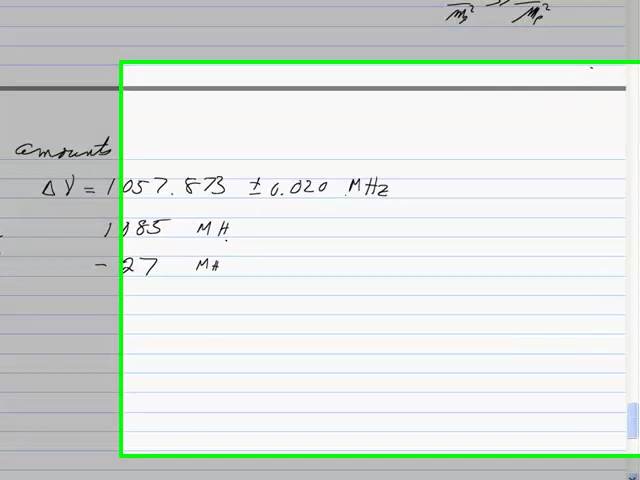 amounts
Δν = 1057.873 ± 0.020 MHz
1085 MH
- 27 MH